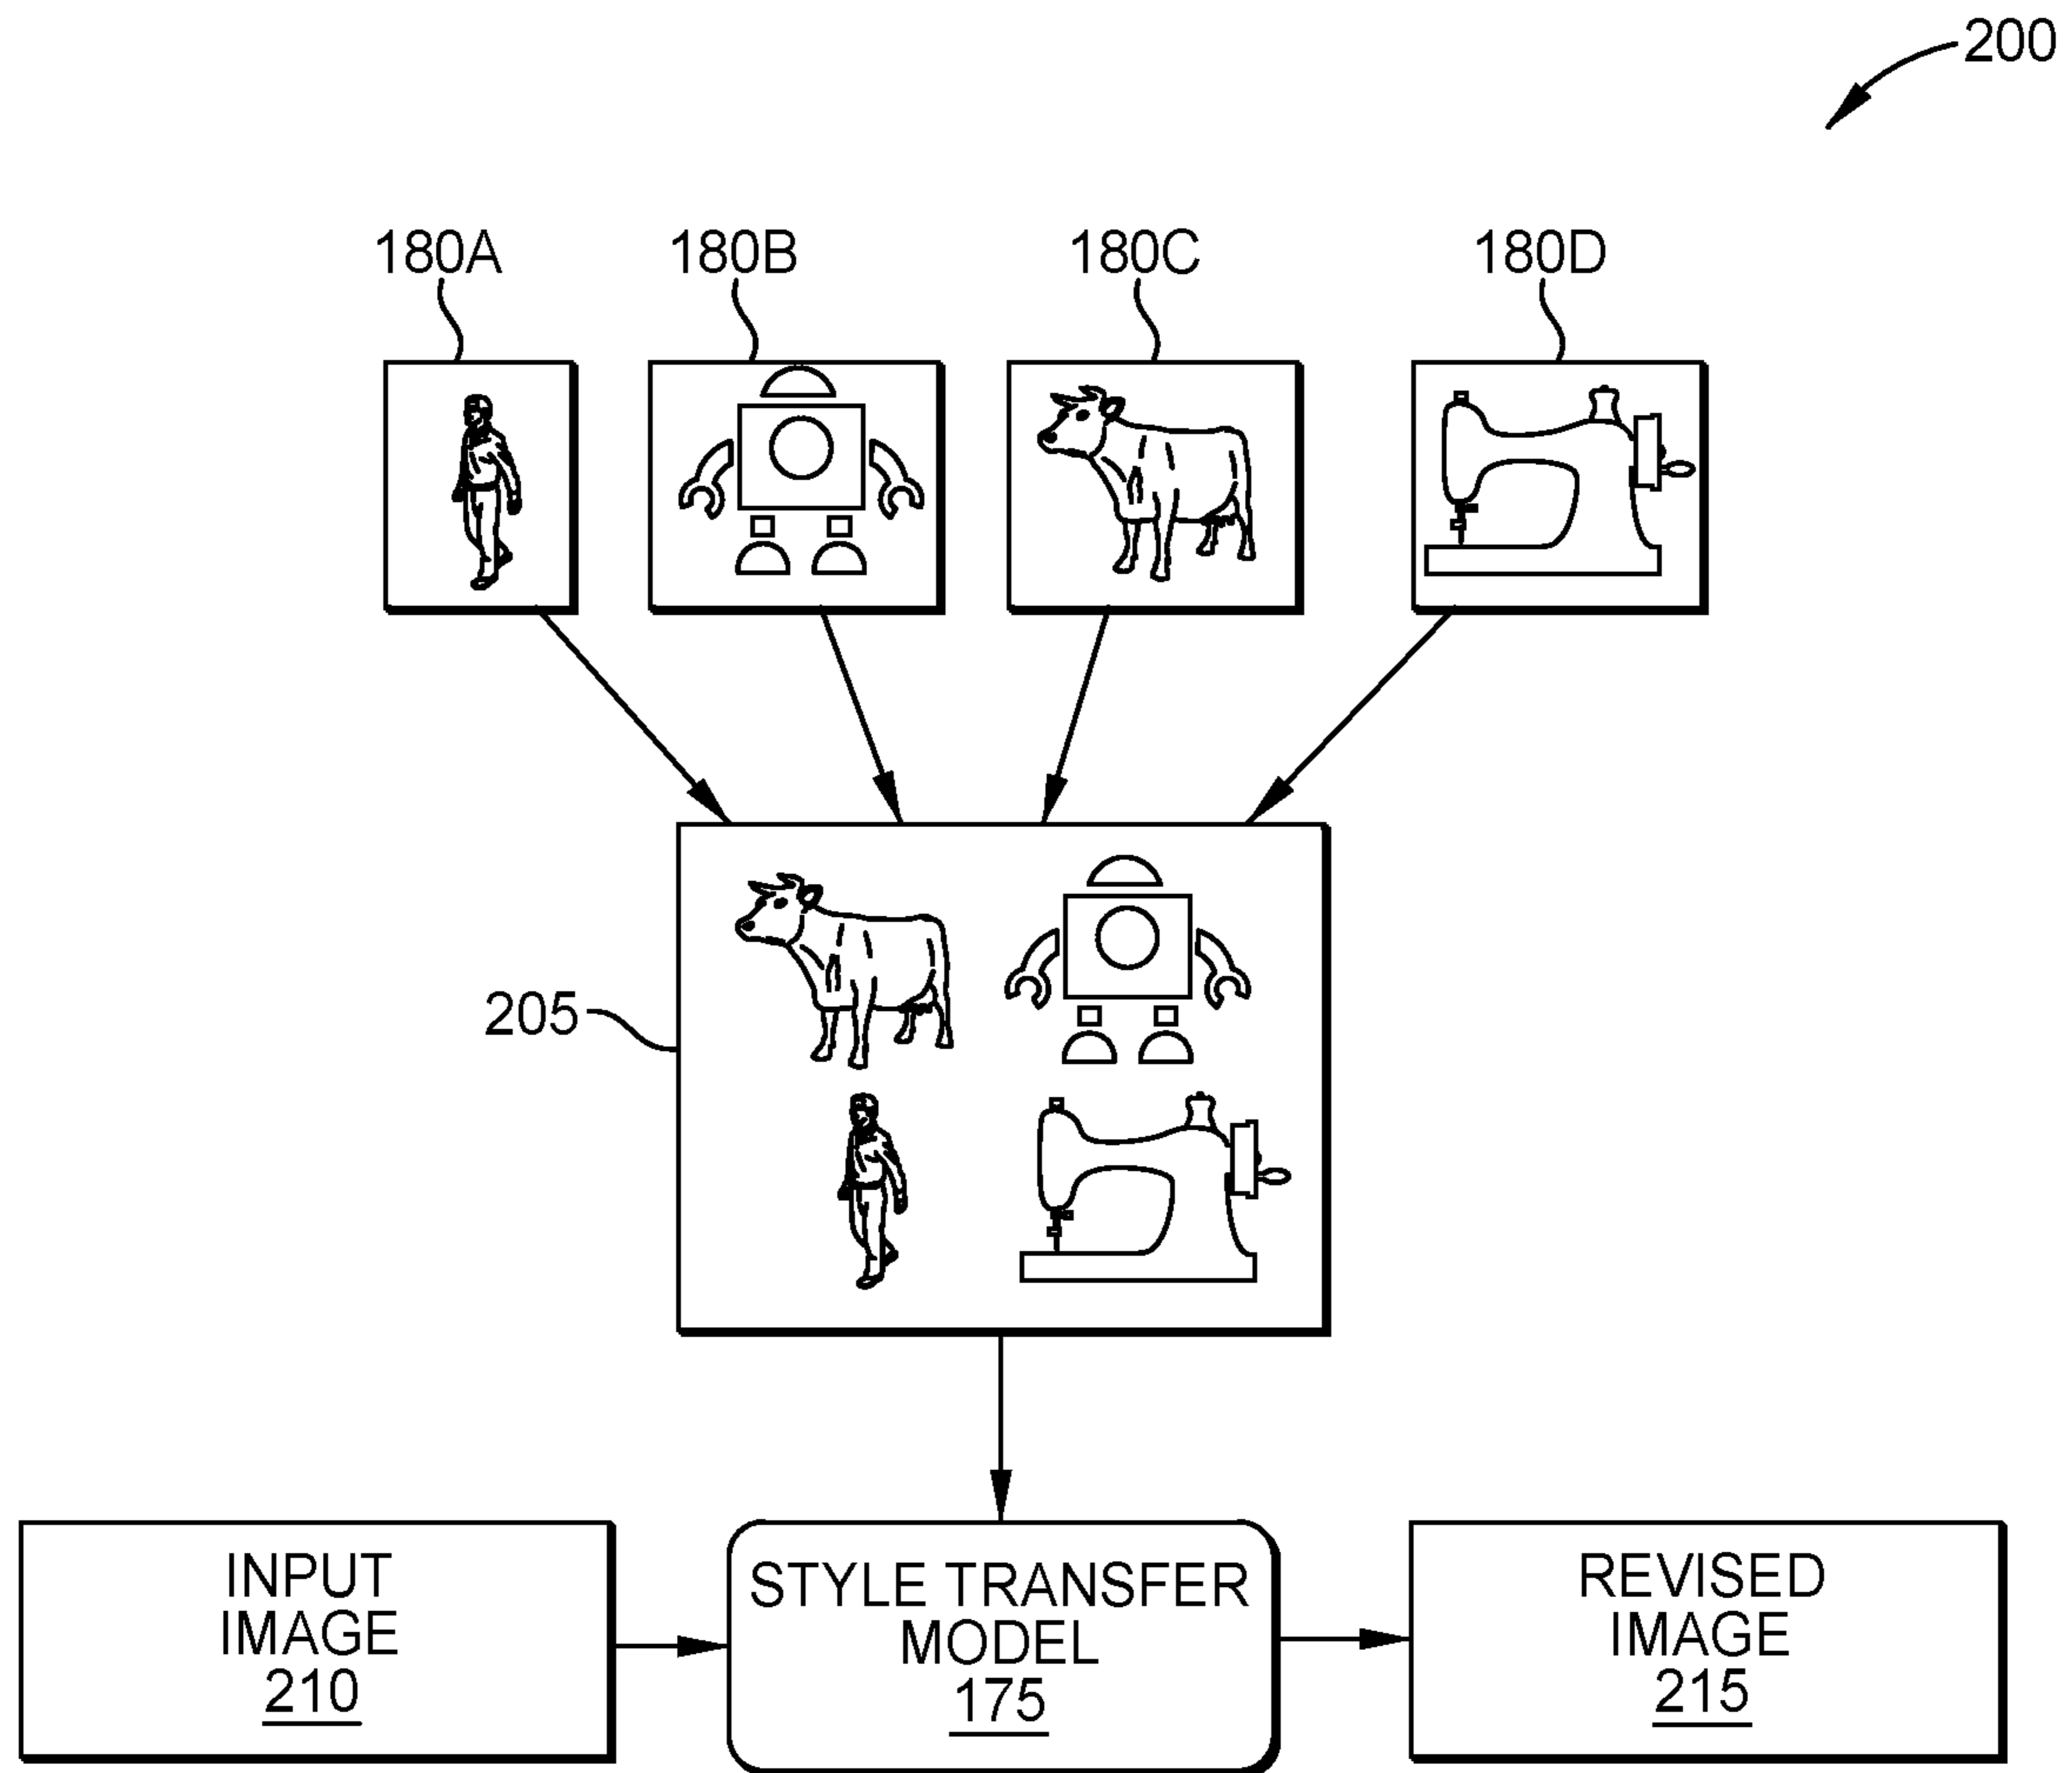 200
180A
180B
180C
180D
205
INPUT
IMAGE
210
STYLE TRANSFER
MODEL
175
REVISED
IMAGE
215